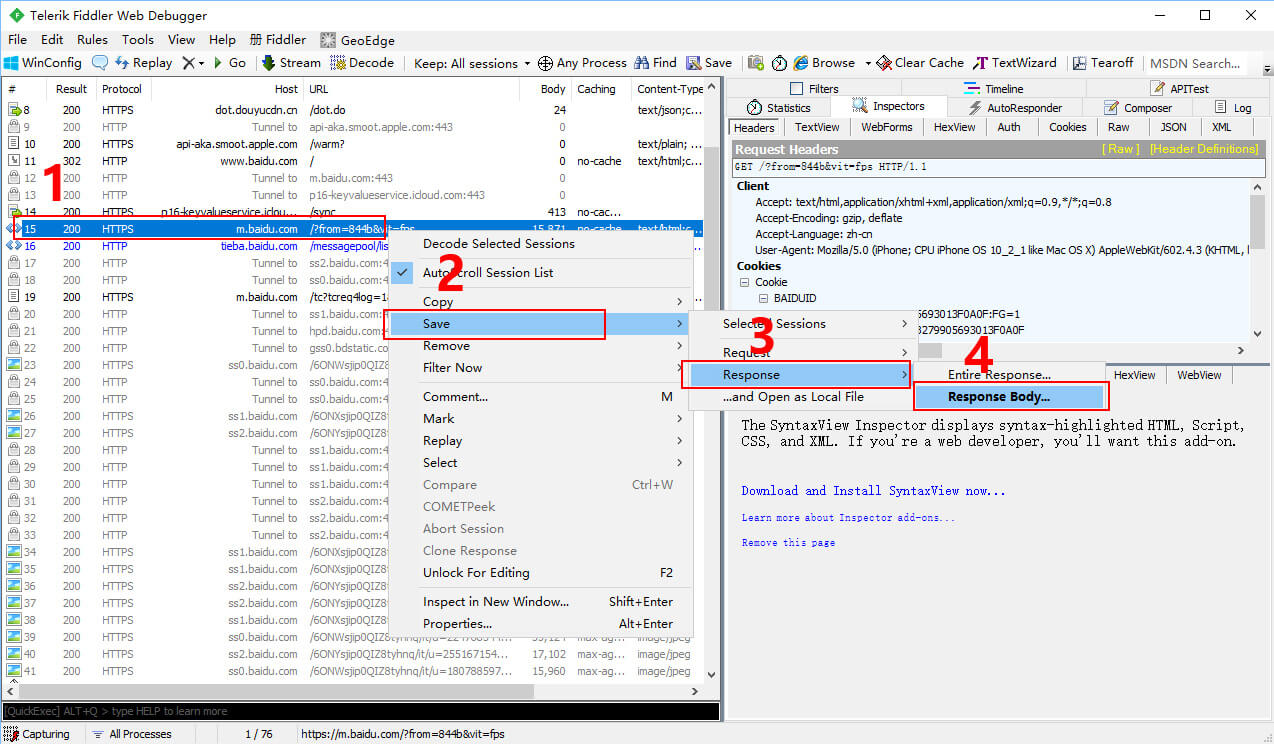 Telerik Fiddler Web Debugger
File Edit Rules Tools View Help 册 Fiddler GeoEdge
WinConfig Replay Go Stream Decode Keep: All sessions Any Process Find Save Browse Clear Cache TextWizard Tearoff MSDN Search...
# Result Protocol Host URL Body Caching Content-Type
8 200 HTTPS dot.douyucdn.cn /dot.do 24 text/json;c...
9 200 HTTP Tunnel to api-aka.smoot.apple.com:443 0
10 200 HTTPS api-aka.smoot.apple.com /warm? 0 text/plain; ...
11 302 HTTP www.baidu.com / 0 no-cache text/html;c...
12 200 HTTP Tunnel to m.baidu.com:443 0
13 200 HTTP Tunnel to p16-keyvalueservice.icloud.com:443 0
14 200 HTTPS p16-keyvalueservice.iclou... /sync 413 no-cac...
15 200 HTTPS m.baidu.com /?from=844b&vit=fps 15,871 no-cache text/html;c...
16 200 HTTP tieba.baidu.com /messagepool/lis
17 200 HTTP Tunnel to ss2.baidu.com:4
18 200 HTTP Tunnel to ss0.baidu.com:4
19 200 HTTPS m.baidu.com /tc?tcreq4log=1
20 200 HTTP Tunnel to ss1.baidu.com:4
21 200 HTTP Tunnel to hpd.baidu.com:4
22 200 HTTP Tunnel to gss0.bdstatic.co
23 200 HTTPS ss0.baidu.com /6ONWsjip0QIZ8
24 200 HTTP Tunnel to ss0.baidu.com:4
25 200 HTTP Tunnel to ss0.baidu.com:4
26 200 HTTPS ss1.baidu.com /6ONXsjip0QIZ8
27 200 HTTPS ss2.baidu.com /6ONYsjip0QIZ8
28 200 HTTP Tunnel to ss1.baidu.com:4
29 200 HTTP Tunnel to ss1.baidu.com:4
30 200 HTTP Tunnel to ss1.baidu.com:4
31 200 HTTP Tunnel to ss2.baidu.com:4
32 200 HTTP Tunnel to ss2.baidu.com:4
33 200 HTTP Tunnel to ss2.baidu.com:4
34 200 HTTPS ss1.baidu.com /6ONXsjip0QIZ8
35 200 HTTPS ss1.baidu.com /6ONXsjip0QIZ8
36 200 HTTPS ss2.baidu.com /6ONYsjip0QIZ8
37 200 HTTPS ss2.baidu.com /6ONYsjip0QIZ8
38 200 HTTPS ss1.baidu.com /6ONXsjip0QIZ8
39 200 HTTPS ss0.baidu.com max-ag... image/jpeg
40 200 HTTPS ss2.baidu.com /6ONYsjip0QIZ8tyhnq/it/u=255167154... 17,102 max-ag... image/jpeg
41 200 HTTPS ss0.baidu.com /6ONWsjip0QIZ8tyhnq/it/u=180788597... 15,960 max-ag... image/jpeg
1
2
3
4
Decode Selected Sessions
AutoScroll Session List
Copy
Save
Remove
Filter Now
Comment... M
Mark
Replay
Select
Compare Ctrl+W
COMETPeek
Abort Session
Clone Response
Unlock For Editing F2
Inspect in New Window... Shift+Enter
Properties... Alt+Enter
Selected Sessions
Request
Response
...and Open as Local File
Entire Response...
Response Body...
Filters Timeline APITest
Statistics Inspectors AutoResponder Composer Log
Headers TextView WebForms HexView Auth Cookies Raw JSON XML
Request Headers [ Raw ] [Header Definitions]
GET /?from=844b&vit=fps HTTP/1.1
Client
Accept: text/html,application/xhtml+xml,application/xml;q=0.9,*/*;q=0.8
Accept-Encoding: gzip, deflate
Accept-Language: zh-cn
User-Agent: Mozilla/5.0 (iPhone; CPU iPhone OS 10_2_1 like Mac OS X) AppleWebKit/602.4.3 (KHTML, l
Cookies
Cookie
BAIDUID
5693013F0A0F:FG=1
3279905693013F0A0F
HexView WebView
The SyntaxView Inspector displays syntax-highlighted HTML, Script,
CSS, and XML. If you're a web developer, you'll want this add-on.
Download and Install SyntaxView now...
Learn more about Inspector add-ons...
Remove this page
[QuickExec] ALT+Q > type HELP to learn more
Capturing All Processes 1 / 76 https://m.baidu.com/?from=844b&vit=fps